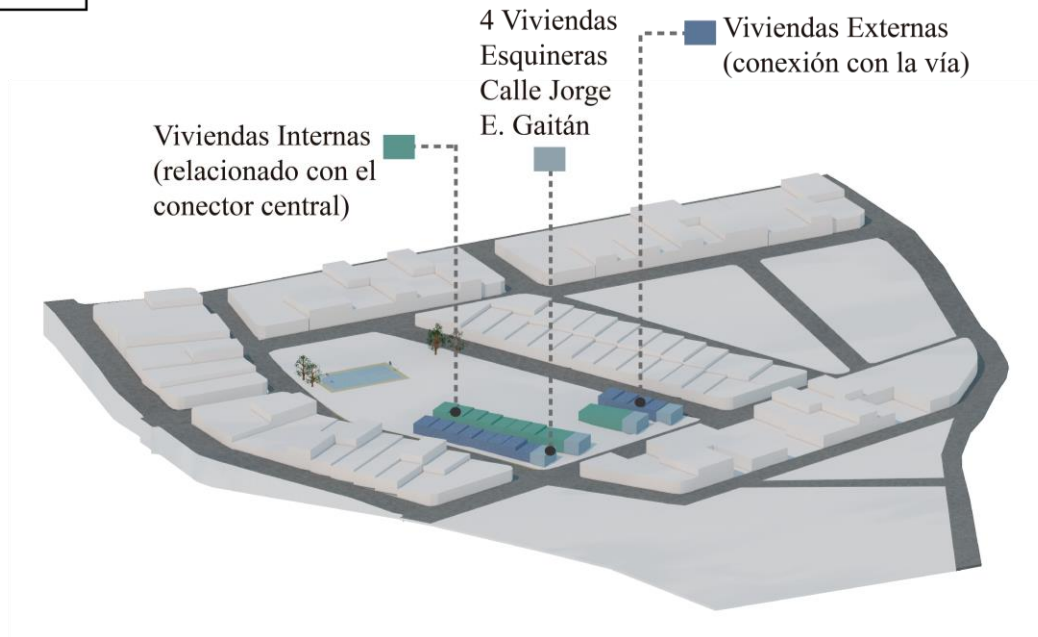 4 Viviendas
Esquineras
Calle Jorge
E. Gaitán
Viviendas Externas
(conexión con la vía)
Viviendas Internas
(relacionado con el
conector central)